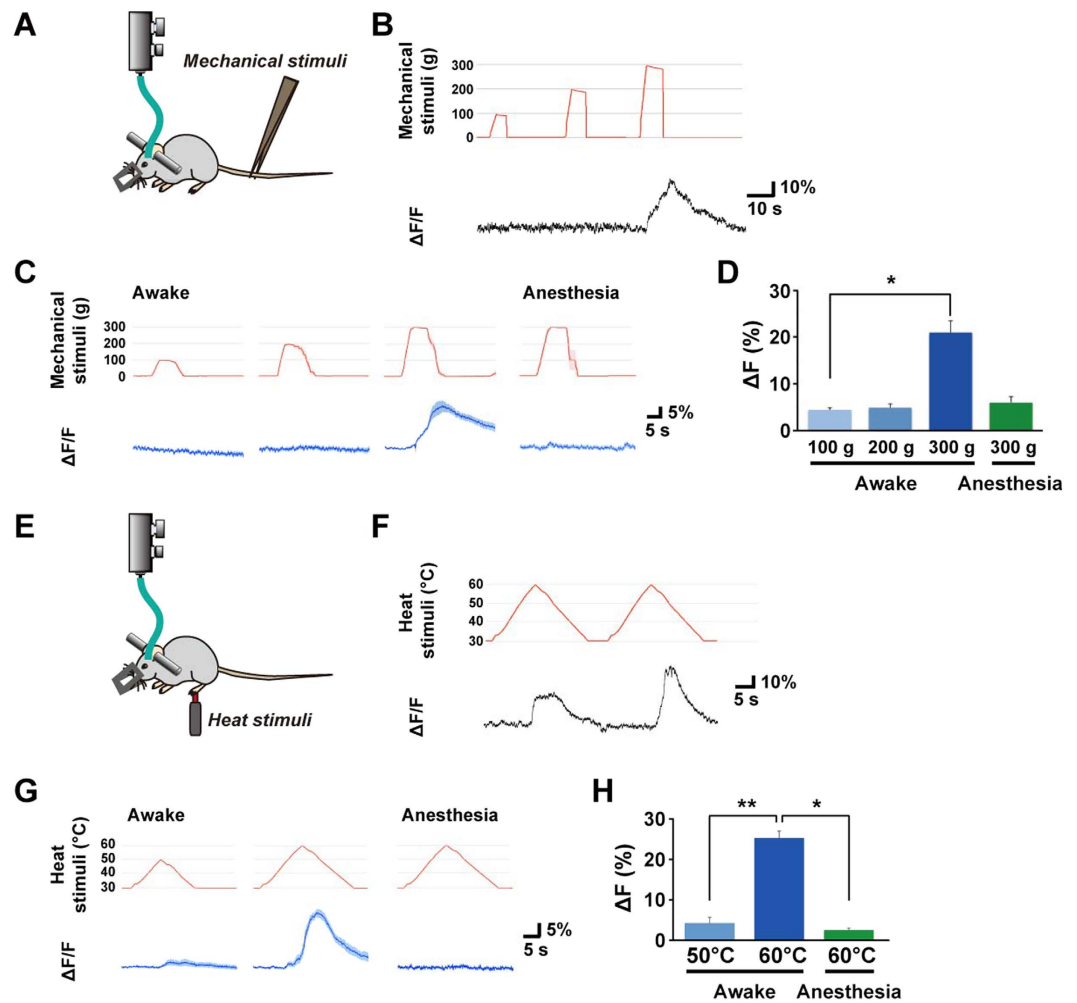 A
Mechanical stimuli
B
Mechanical
stimuli (g)
300
200
100
0
ΔF/F
10%
10 s
C
Awake
Anesthesia
Mechanical
stimuli (g)
300
200
100
0
ΔF/F
5%
5 s
D
ΔF (%)
30
20
10
0
100 g 200 g 300 g 300 g
Awake Anesthesia
*
E
Heat stimuli
F
Heat
stimuli (°C)
60
50
40
30
ΔF/F
10%
5 s
G
Awake
Anesthesia
Heat
stimuli (°C)
60
50
40
30
ΔF/F
5%
5 s
H
ΔF (%)
30
20
10
0
** *
50°C 60°C 60°C
Awake Anesthesia